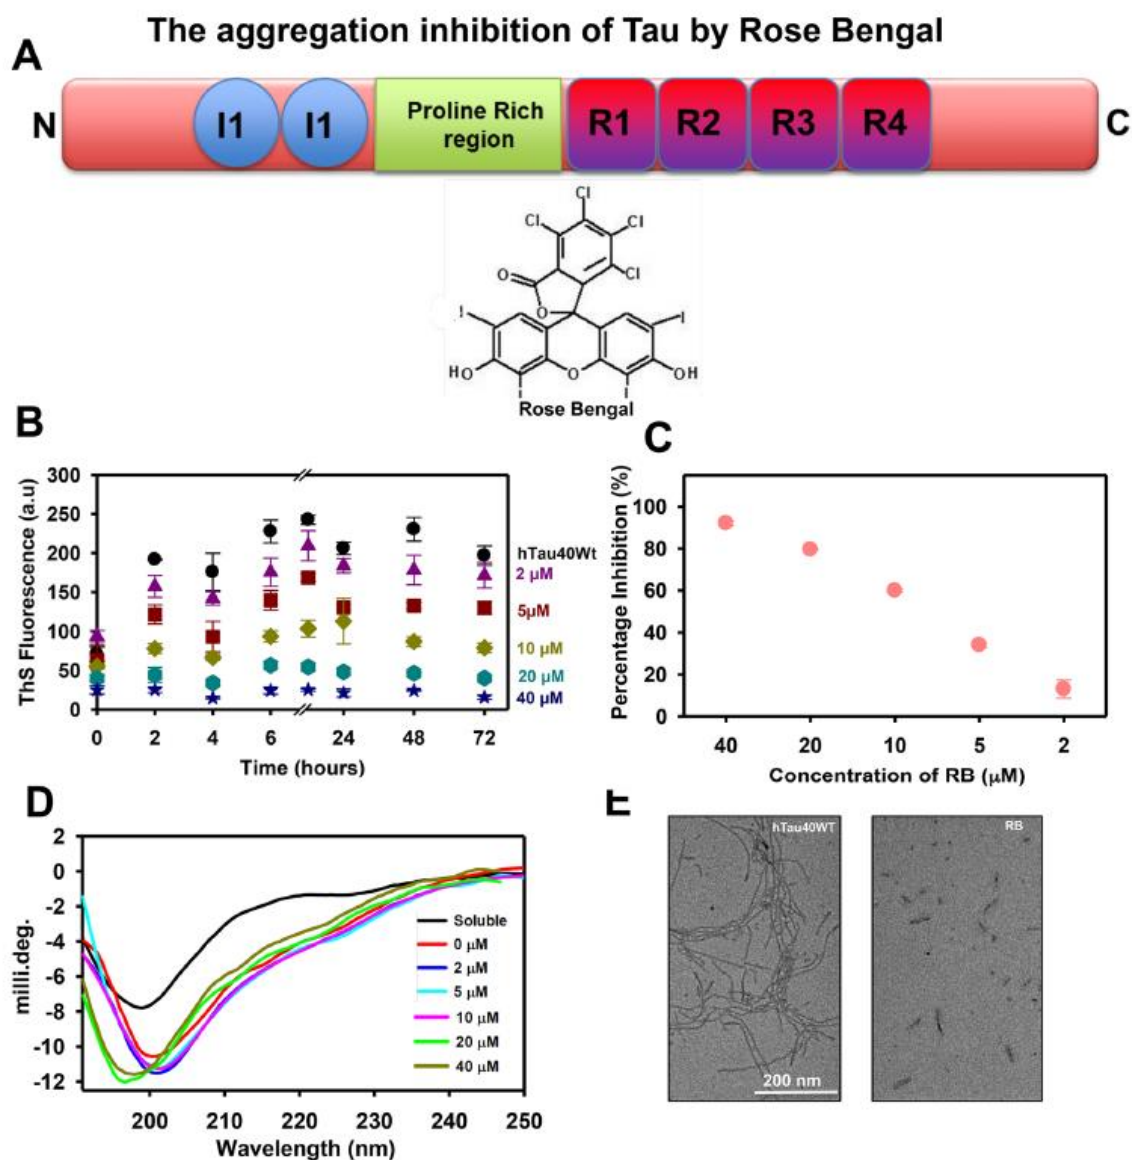 The aggregation inhibition of Tau by Rose Bengal
A
N
I1
I1
Proline Rich
region
R1
R2
R3
R4
C
Cl
Cl
Cl
Cl
O
O
I
I
HO
O
OH
I
I
Rose Bengal
B
ThS Fluorescence (a.u)
300
250
200
150
100
50
0
0 2 4 6 24 48 72
Time (hours)
hTau40Wt
2 µM
5µM
10 µM
20 µM
40 µM
C
Percentage Inhibition (%)
100
80
60
40
20
0
40 20 10 5 2
Concentration of RB (µM)
D
milli.deg.
2
0
-2
-4
-6
-8
-10
-12
Soluble
0 µM
2 µM
5 µM
10 µM
20 µM
40 µM
200 210 220 230 240 250
Wavelength (nm)
E
hTau40WT
200 nm
RB